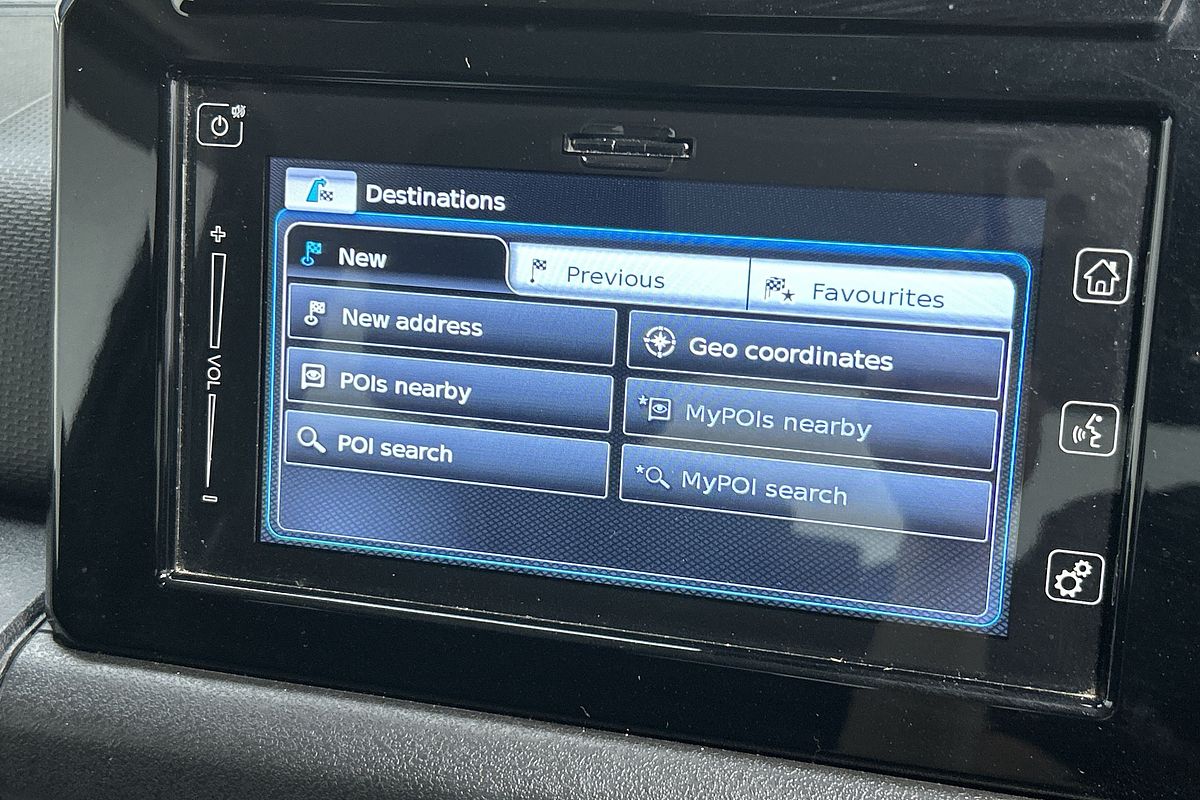 Destinations
New
Previous
Favourites
New address
Geo coordinates
POIs nearby
MyPOIs nearby
POI search
MyPOI search
+
VOL
-